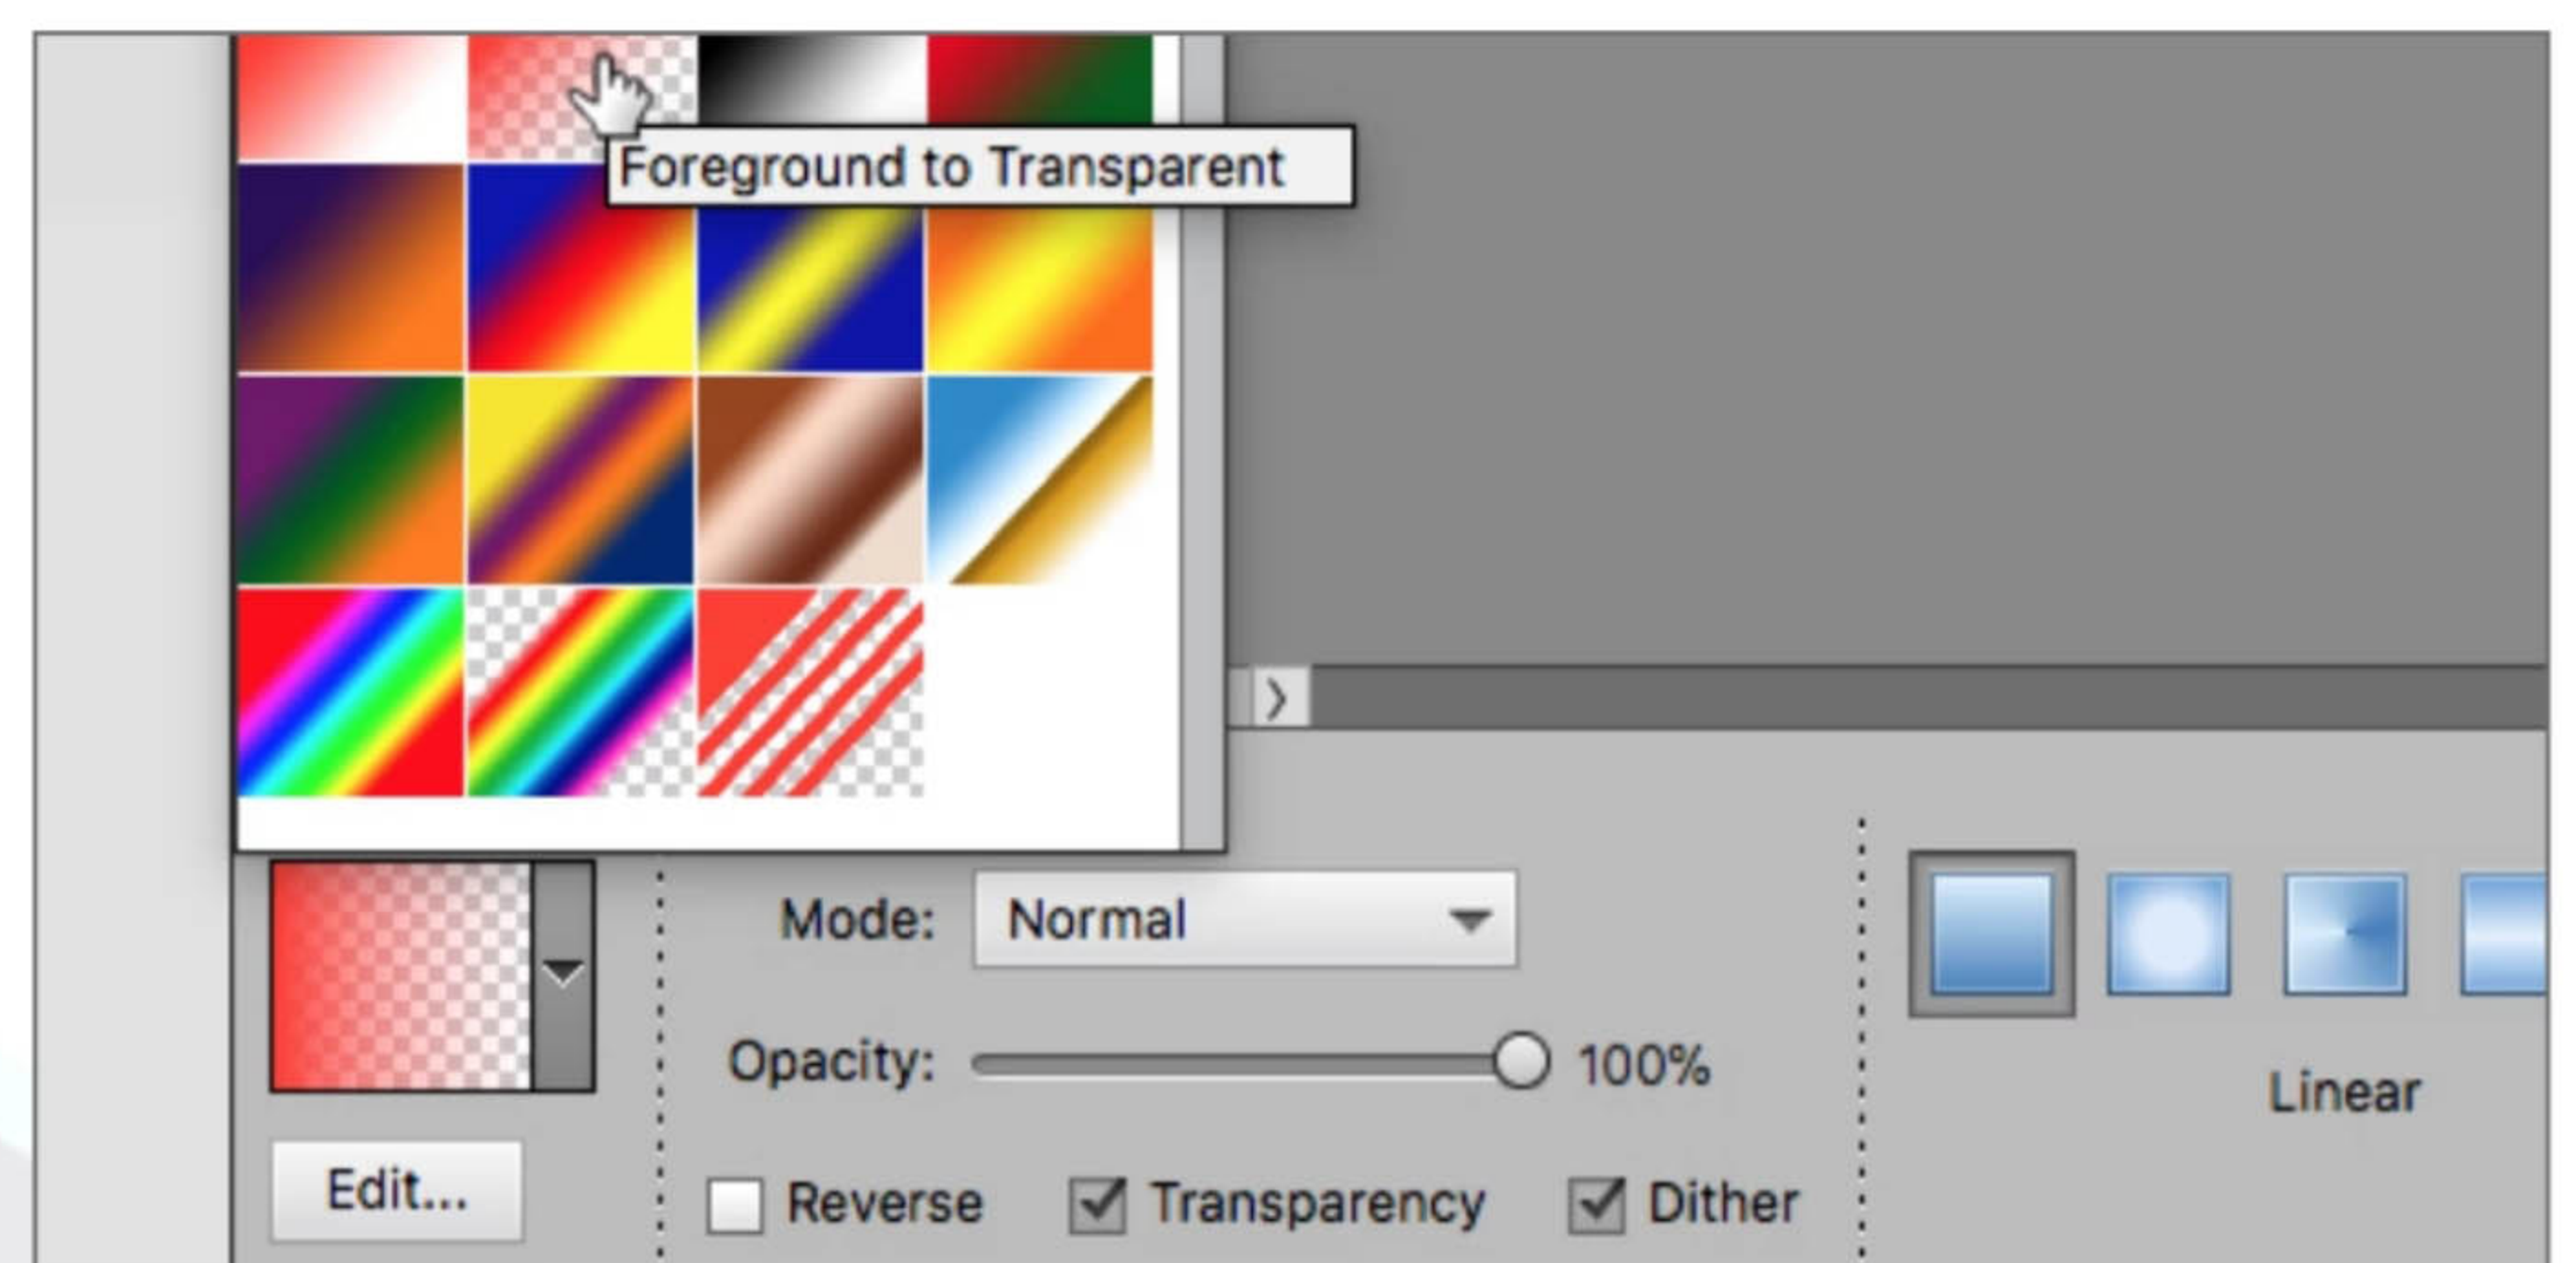 Foreground to Transparent
Mode: Normal
Opacity: 100%
Linear
Edit...
Reverse Transparency Dither